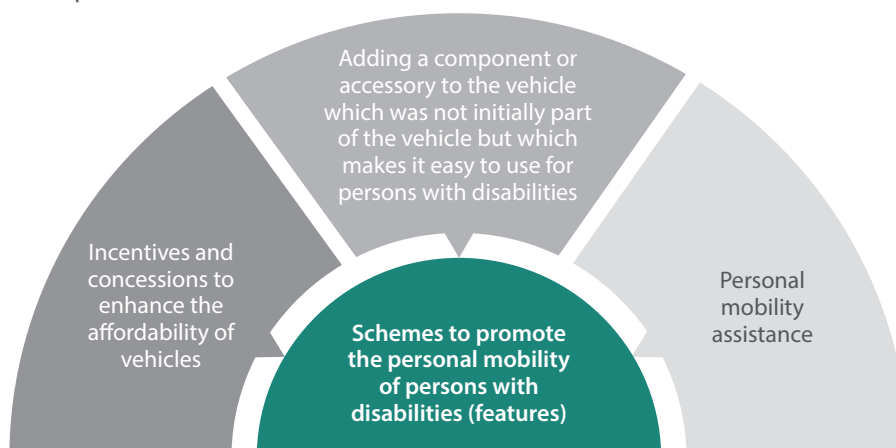 Adding a component or
accessory to the vehicle
which was not initially part
of the vehicle but which
makes it easy to use for
persons with disabilities
Incentives and
concessions to
enhance the
affordability of
vehicles
Personal
mobility
assistance
Schemes to promote
the personal mobility
of persons with
disabilities (features)